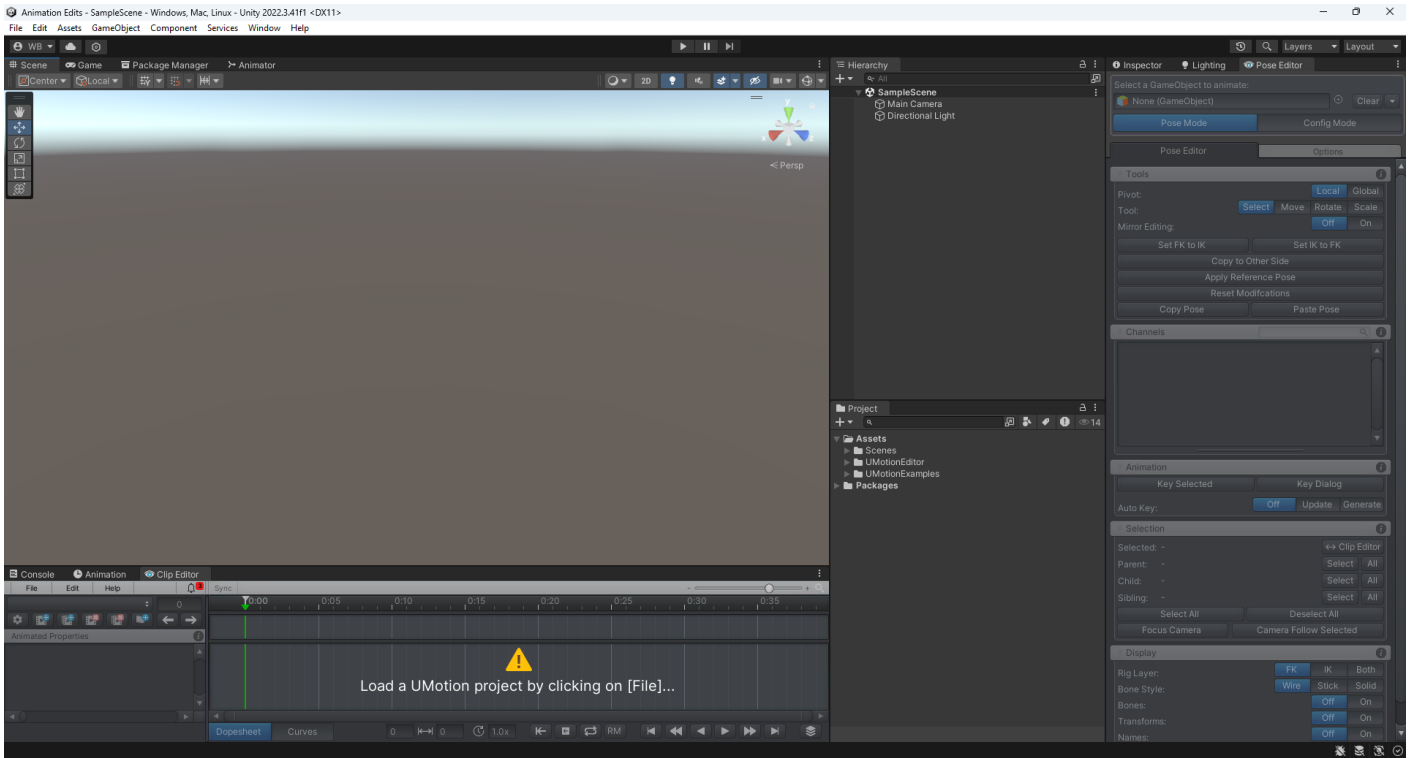 Animation Edits - SampleScene - Windows, Mac, Linux - Unity 2022.3.41f1 <DX11>
File Edit Assets GameObject Component Services Window Help
WB
Layers Layout
Scene Game Package Manager Animator
Center Local
2D
Persp
y
Hierarchy
All
SampleScene
Main Camera
Directional Light
Project
14
Assets
Scenes
UMotionEditor
UMotionExamples
Packages
Inspector Lighting Pose Editor
Select a GameObject to animate:
None (GameObject) Clear
Pose Mode Config Mode
Pose Editor Options
Tools
Pivot: Local Global
Tool: Select Move Rotate Scale
Mirror Editing: Off On
Set FK to IK Set IK to FK
Copy to Other Side
Apply Reference Pose
Reset Modifcations
Copy Pose Paste Pose
Channels
Animation
Key Selected Key Dialog
Auto Key: Off Update Generate
Selection
Selected: - <-> Clip Editor
Parent: - Select All
Child: - Select All
Sibling: - Select All
Select All Deselect All
Focus Camera Camera Follow Selected
Display
Rig Layer: FK IK Both
Bone Style: Wire Stick Solid
Bones: Off On
Transforms: Off On
Names: Off On
Console Animation Clip Editor
File Edit Help 3 Sync - +
0 0:00 0:05 0:10 0:15 0:20 0:25 0:30 0:35
Animated Properties
Load a UMotion project by clicking on [File]...
Dopesheet Curves 0 0 1.0x RM